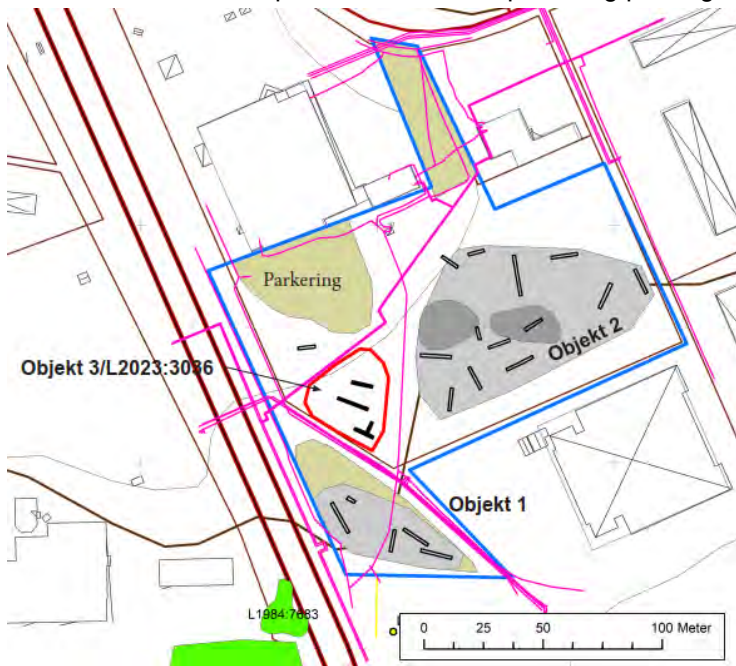 Parkering
Objekt 2
Objekt 3/L2023:3036
Objekt 1
L1984:7683
0 25 50 100 Meter